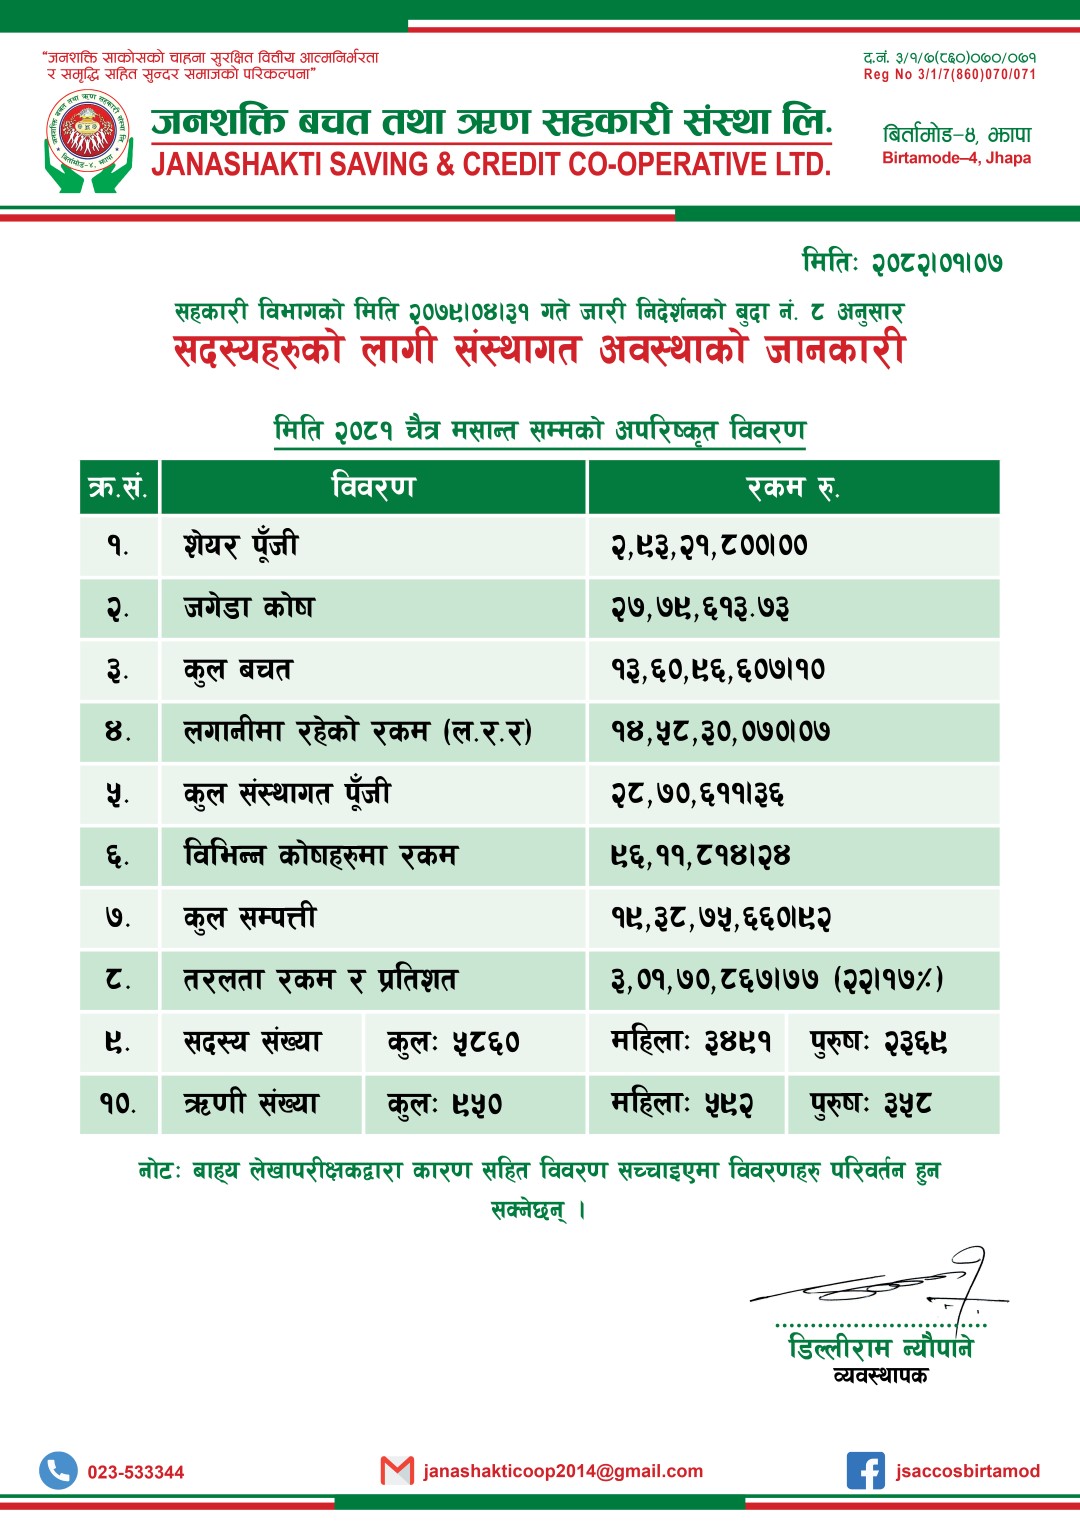 “जनशक्ति साकोसको चाहना सुरक्षित वित्तीय आत्मनिर्भरता
र समृद्धि सहित सुन्दर समाजको परिकल्पना”
द.नं. ३/१/७(८६०)०७०/०७१
Reg No 3/1/7(860)070/071
जनशक्ति बचत तथा ऋण सहकारी संस्था लि.
JANASHAKTI SAVING & CREDIT CO-OPERATIVE LTD.
बिर्तामोड-४, झापा
Birtamode–4, Jhapa
मितिः २०८२।०१।०७
सहकारी विभागको मिति २०७९।०४।३१ गते जारी निदेर्शनको बुदा नं. ८ अनुसार
सदस्यहरुको लागी संस्थागत अवस्थाको जानकारी
मिति २०८१ चैत्र मसान्त सम्मको अपरिष्कृत विवरण
क्र.सं. विवरण रकम रु.
१. शेयर पूँजी २,९३,२१,८००।००
२. जगेडा कोष २७,७९,६१३.७३
३. कुल बचत १३,६०,९६,६०७।१०
४. लगानीमा रहेको रकम (ल.र.र) १४,५८,३०,०७०।०७
५. कुल संस्थागत पूँजी २८,७०,६११।३६
६. विभिन्न कोषहरुमा रकम ९६,११,८१४।२४
७. कुल सम्पत्ती १९,३८,७५,६६०।९२
८. तरलता रकम र प्रतिशत ३,०१,७०,८६७।७७ (२२।१७%)
९. सदस्य संख्या कुलः ५८६० महिलाः ३४९१ पुरुषः २३६९
१०. ऋणी संख्या कुलः ९५० महिलाः ५९२ पुरुषः ३५८
नोटः बाह्य लेखापरीक्षकद्वारा कारण सहित विवरण सच्चाइएमा विवरणहरु परिवर्तन हुन
सक्नेछन् ।
डिल्लीराम न्यौपाने
व्यवस्थापक
023-533344
janashakticoop2014@gmail.com
jsaccosbirtamod